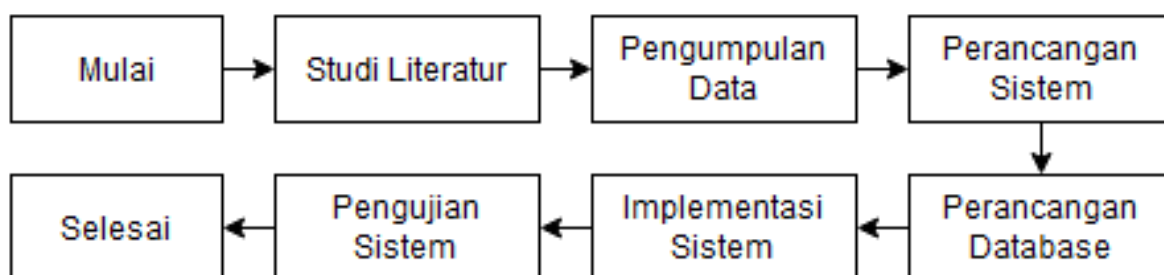 Mulai
Studi Literatur
Pengumpulan
Data
Perancangan
Sistem
Perancangan
Database
Implementasi
Sistem
Pengujian
Sistem
Selesai